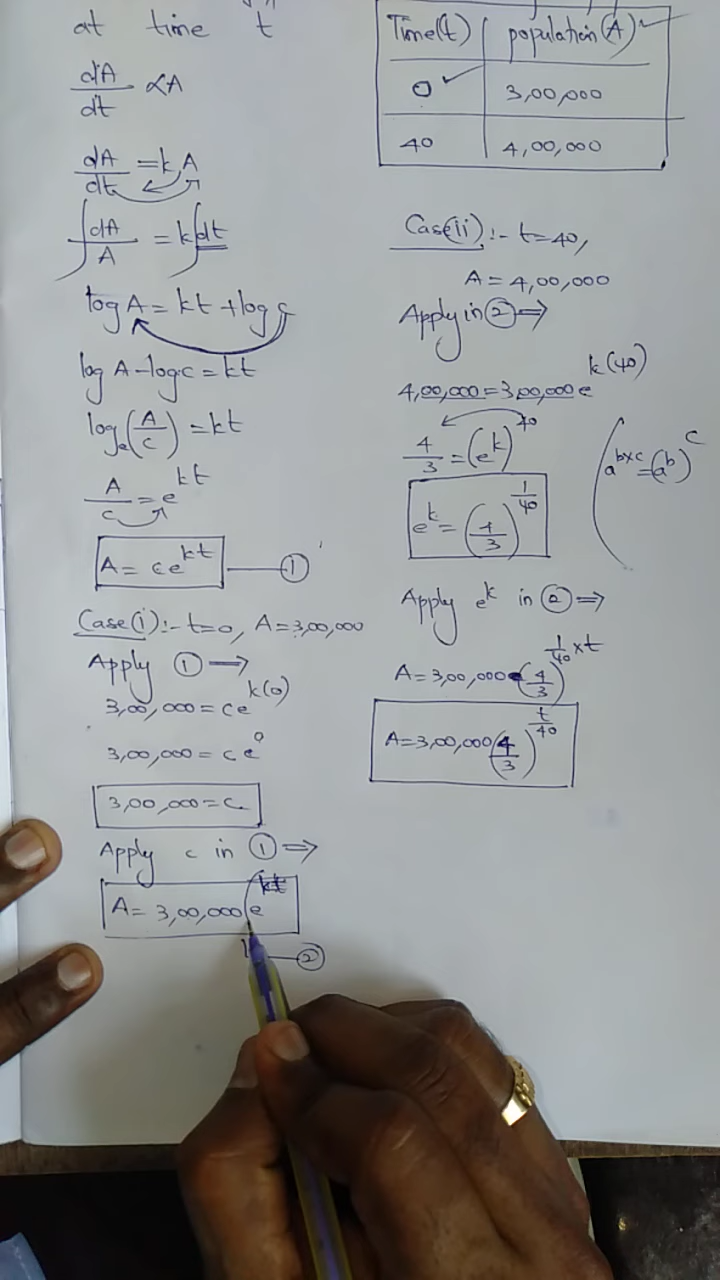 at time t
dA/dt ∝ A
dA/dt = kA
∫dA/A = k∫dt
log A = kt + log c
log A - log c = kt
logₑ(A/c) = kt
A/c = e^kt
A = ce^kt —— ①
Case(i):- t=0, A=3,00,000
Apply ① →
3,00,000 = ce^k(0)
3,00,000 = ce^0
3,00,000 = c
Apply c in ① ⇒
A = 3,00,000 e^kt
—②
Time(t) population(A)
0 3,00,000
40 4,00,000
Case(ii):- t=40,
A = 4,00,000
Apply in ② ⇒
4,00,000 = 3,00,000 e^k(40)
4/3 = (e^k)^40
a^b×c = (a^b)^c
e^k = (4/3)^1/40
Apply e^k in ② ⇒
A = 3,00,000 (4/3)^1/40 × t
A = 3,00,000 (4/3)^t/40